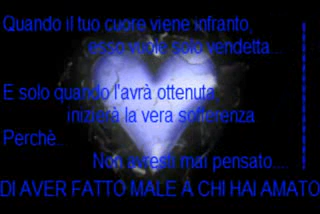 Quando il tuo cuore viene infranto,
esso vuole solo vendetta...
E solo quando l'avrà ottenuta,
inizierà la vera sofferenza
Perchè...
Non avresti mai pensato....
DI AVER FATTO MALE A CHI HAI AMATO